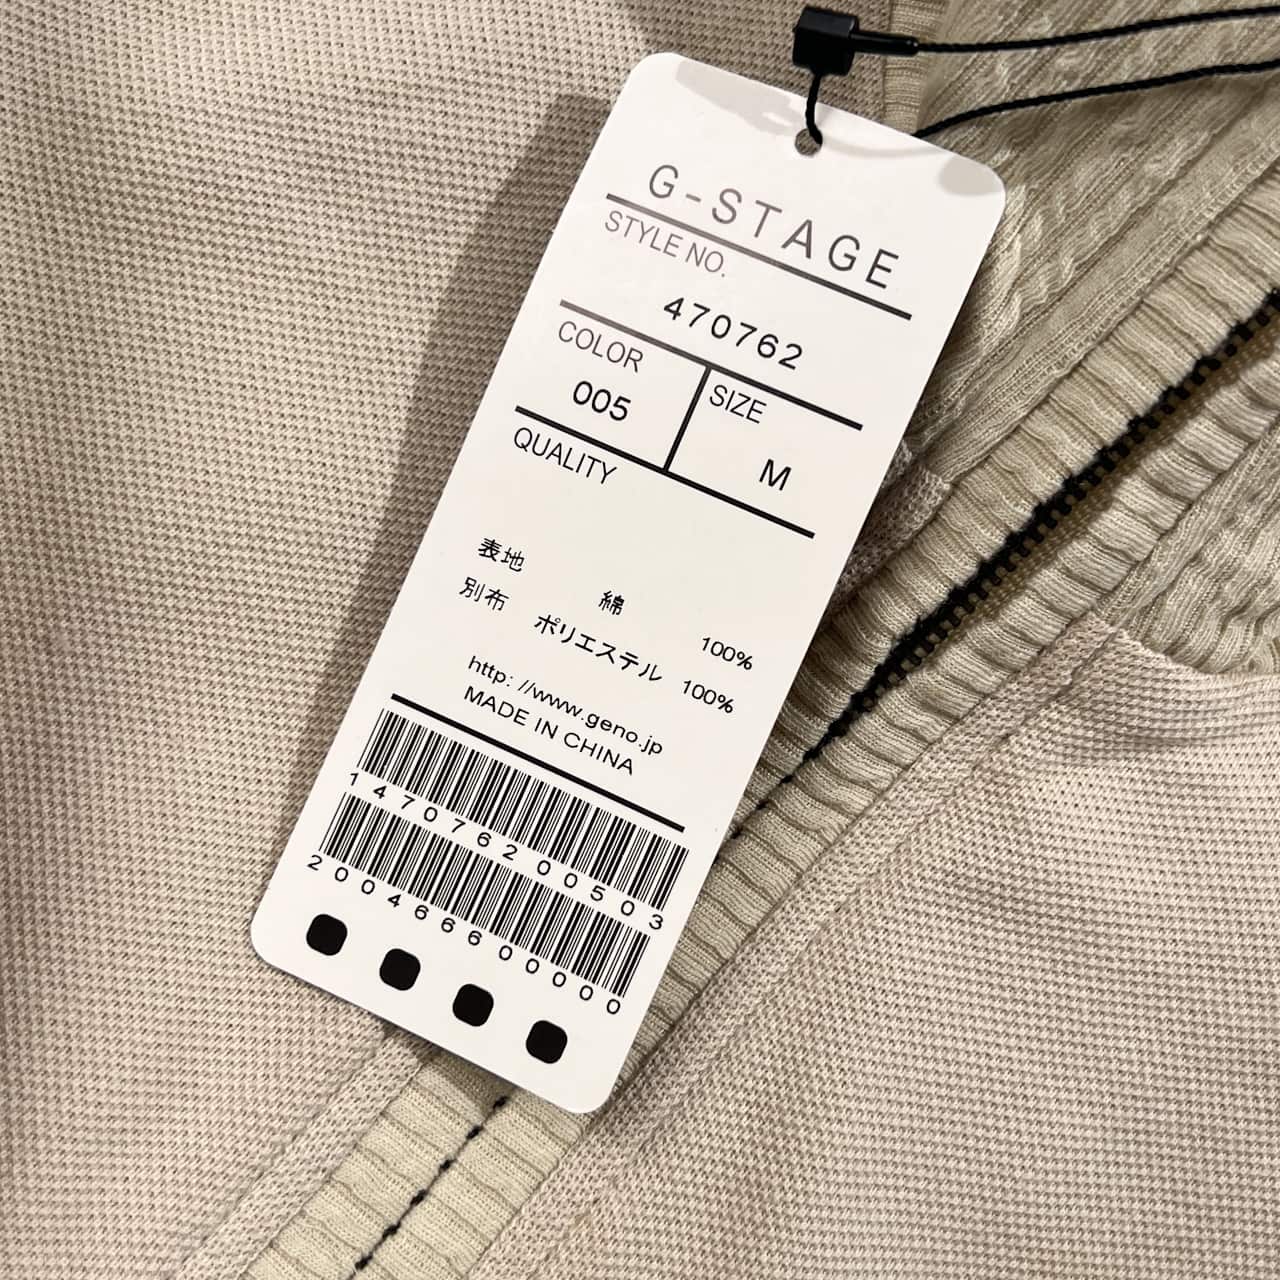 G-STAGE
STYLE NO.
470762
COLOR
005
SIZE
M
QUALITY
表地 綿 100%
別布 ポリエステル 100%
http: //www.geno.jp
MADE IN CHINA
147076200503
2004666000000